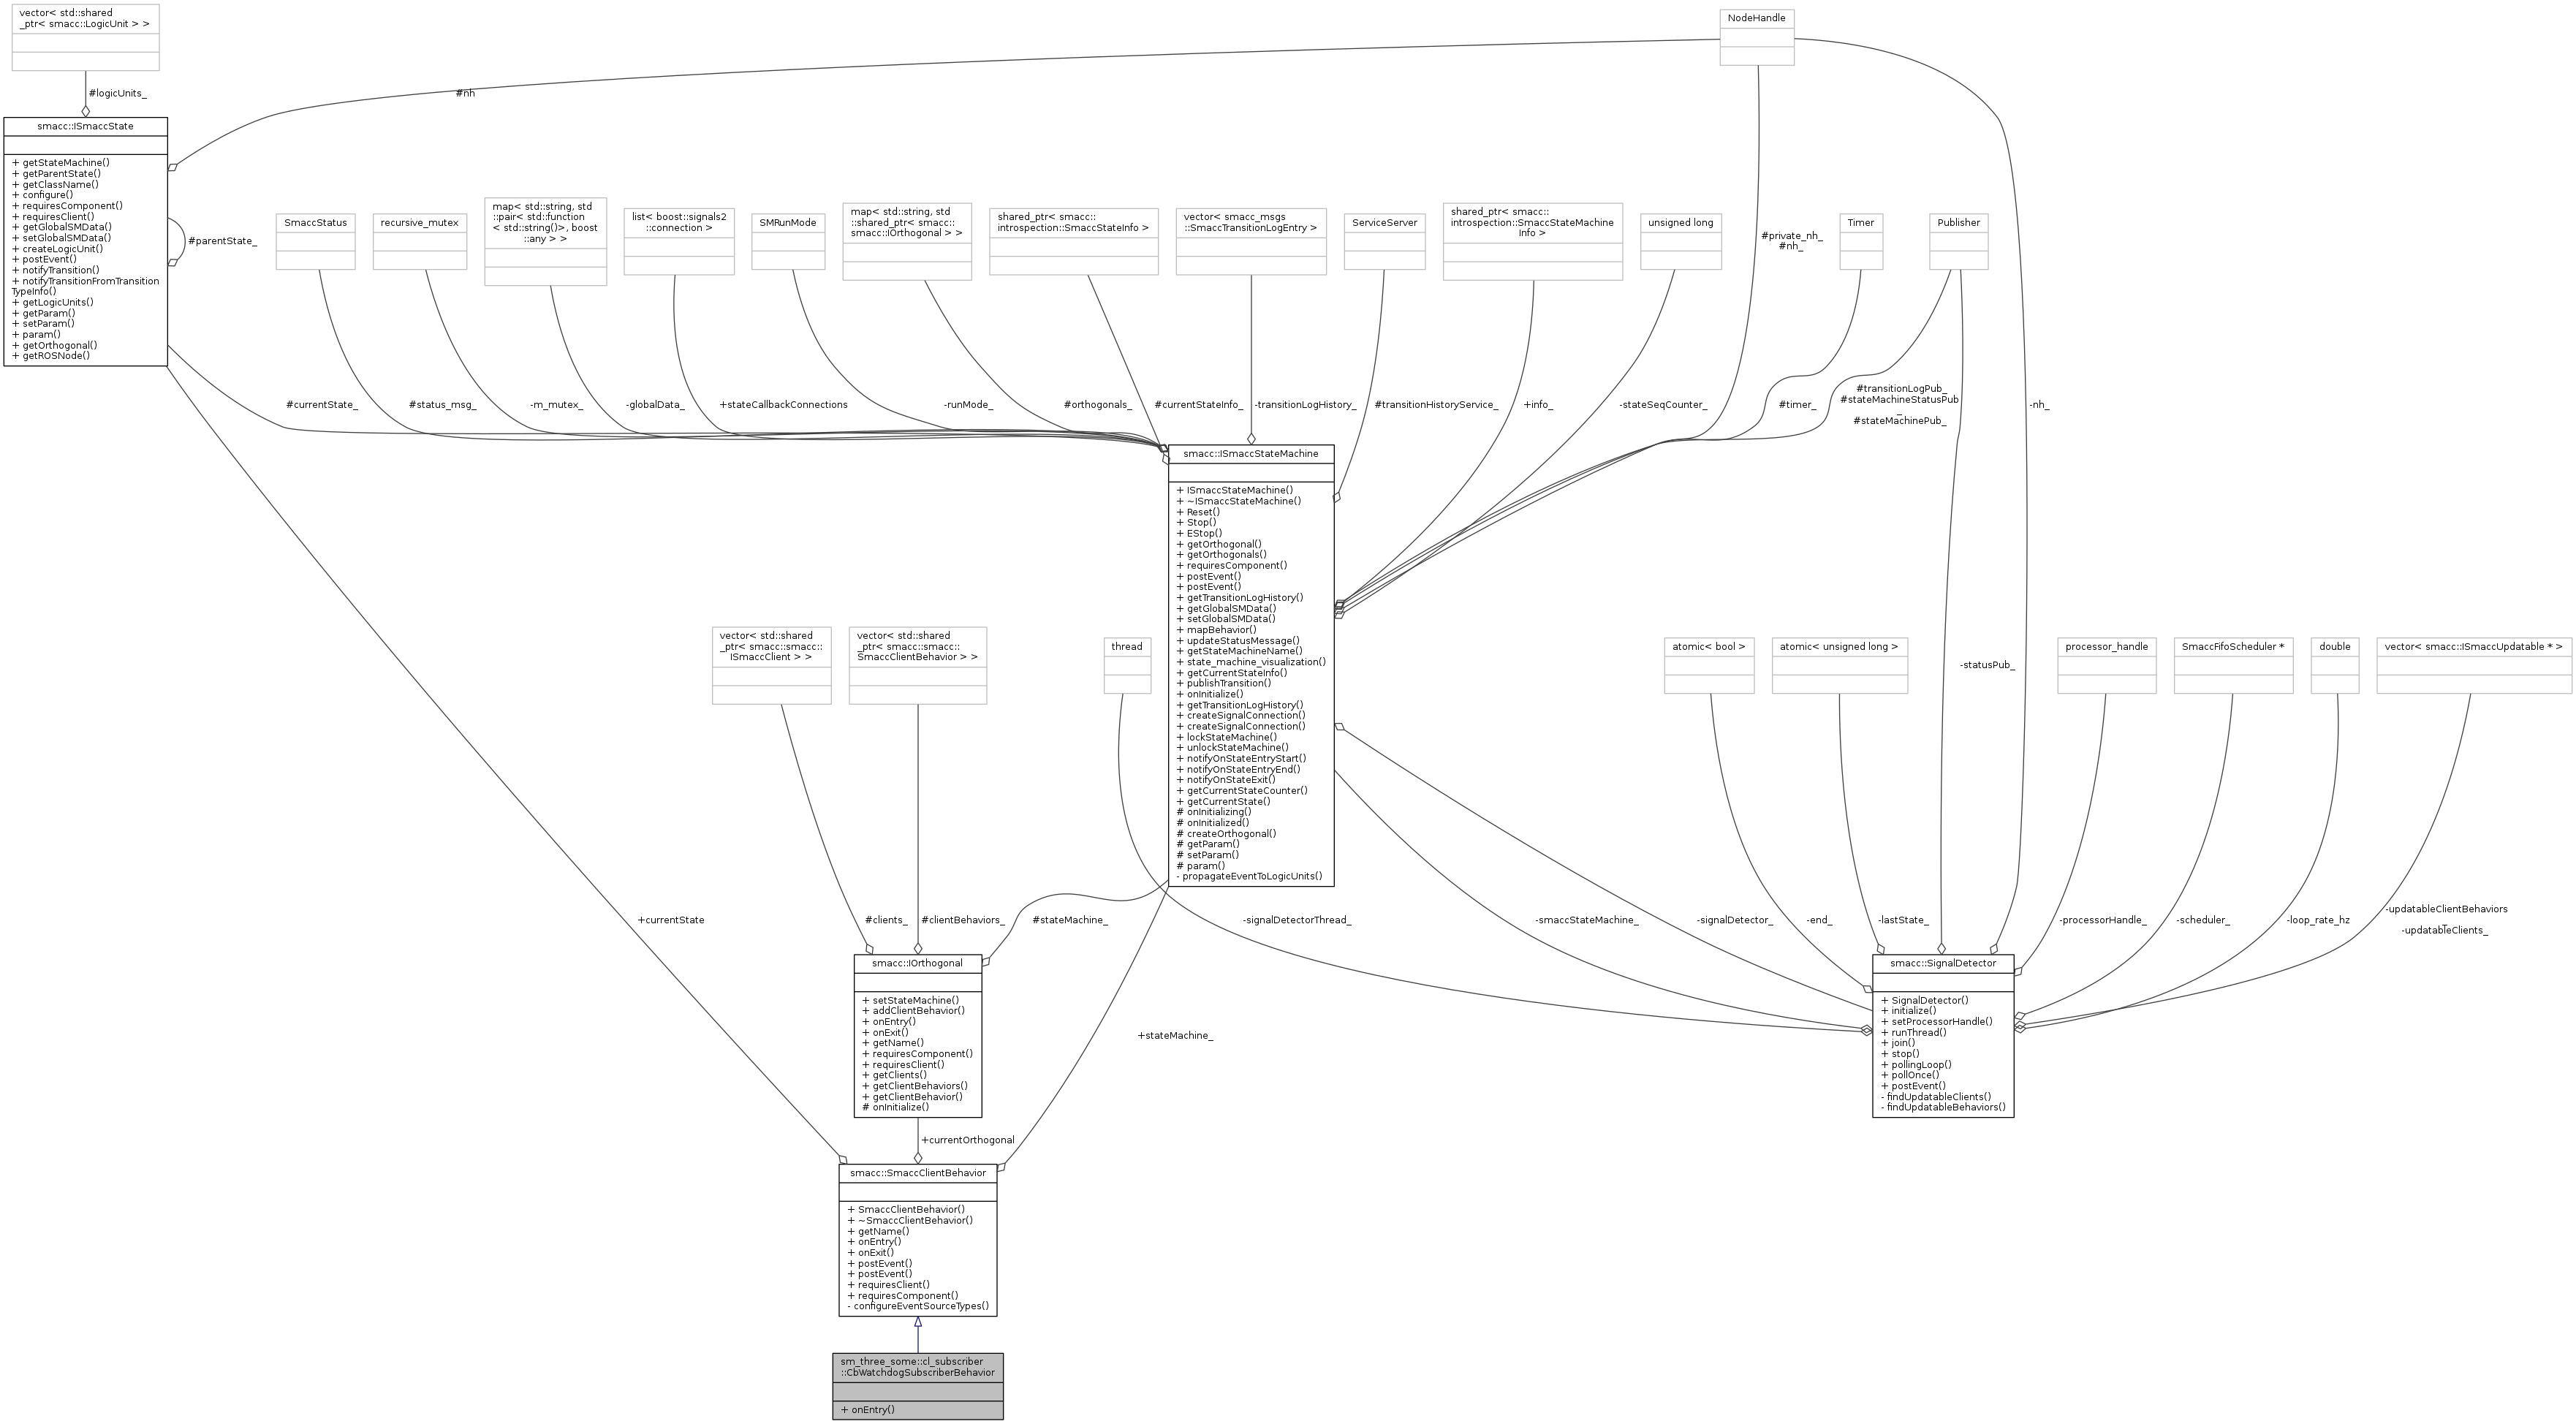 vector< std::shared
_ptr< smacc::LogicUnit > >
NodeHandle
#logicUnits_
#nh
smacc::ISmaccState
+ getStateMachine()
+ getParentState()
+ getClassName()
+ configure()
+ requiresComponent()
+ requiresClient()
+ getGlobalSMData()
+ setGlobalSMData()
+ createLogicUnit()
+ postEvent()
+ notifyTransition()
+ notifyTransitionFromTransition
TypeInfo()
+ getLogicUnits()
+ getParam()
+ setParam()
+ param()
+ getOrthogonal()
+ getROSNode()
#parentState_
SmaccStatus
recursive_mutex
map< std::string, std
::pair< std::function
< std::string()>, boost
::any > >
list< boost::signals2
::connection >
SMRunMode
map< std::string, std
::shared_ptr< smacc::
smacc::IOrthogonal > >
shared_ptr< smacc::
introspection::SmaccStateInfo >
vector< smacc_msgs
::SmaccTransitionLogEntry >
ServiceServer
shared_ptr< smacc::
introspection::SmaccStateMachine
Info >
unsigned long
#private_nh_
#nh_
Timer
Publisher
#currentState_
#status_msg_
-m_mutex_
-globalData_
+stateCallbackConnections
-runMode_
#orthogonals_
#currentStateInfo_
-transitionLogHistory_
#transitionHistoryService_
+info_
-stateSeqCounter_
#timer_
#transitionLogPub_
#stateMachineStatusPub
_
#stateMachinePub_
-nh_
smacc::ISmaccStateMachine
+ ISmaccStateMachine()
+ ~ISmaccStateMachine()
+ Reset()
+ Stop()
+ EStop()
+ getOrthogonal()
+ getOrthogonals()
+ requiresComponent()
+ postEvent()
+ postEvent()
+ getTransitionLogHistory()
+ getGlobalSMData()
+ setGlobalSMData()
+ mapBehavior()
+ updateStatusMessage()
+ getStateMachineName()
+ state_machine_visualization()
+ getCurrentStateInfo()
+ publishTransition()
+ onInitialize()
+ getTransitionLogHistory()
+ createSignalConnection()
+ createSignalConnection()
+ lockStateMachine()
+ unlockStateMachine()
+ notifyOnStateEntryStart()
+ notifyOnStateEntryEnd()
+ notifyOnStateExit()
+ getCurrentStateCounter()
+ getCurrentState()
# onInitializing()
# onInitialized()
# createOrthogonal()
# getParam()
# setParam()
# param()
- propagateEventToLogicUnits()
vector< std::shared
_ptr< smacc::smacc::
ISmaccClient > >
vector< std::shared
_ptr< smacc::smacc::
SmaccClientBehavior > >
thread
atomic< bool >
atomic< unsigned long >
-statusPub_
processor_handle
SmaccFifoScheduler *
double
vector< smacc::ISmaccUpdatable * >
+currentState
#clients_
#clientBehaviors_
#stateMachine_
-signalDetectorThread_
-smaccStateMachine_
-signalDetector_
-end_
-lastState_
-processorHandle_
-scheduler_
-loop_rate_hz
-updatableClientBehaviors
_
-updatableClients_
smacc::IOrthogonal
+ setStateMachine()
+ addClientBehavior()
+ onEntry()
+ onExit()
+ getName()
+ requiresComponent()
+ requiresClient()
+ getClients()
+ getClientBehaviors()
+ getClientBehavior()
# onInitialize()
smacc::SignalDetector
+ SignalDetector()
+ initialize()
+ setProcessorHandle()
+ runThread()
+ join()
+ stop()
+ pollingLoop()
+ pollOnce()
+ postEvent()
- findUpdatableClients()
- findUpdatableBehaviors()
+stateMachine_
+currentOrthogonal
smacc::SmaccClientBehavior
+ SmaccClientBehavior()
+ ~SmaccClientBehavior()
+ getName()
+ onEntry()
+ onExit()
+ postEvent()
+ postEvent()
+ requiresClient()
+ requiresComponent()
- configureEventSourceTypes()
sm_three_some::cl_subscriber
::CbWatchdogSubscriberBehavior
+ onEntry()